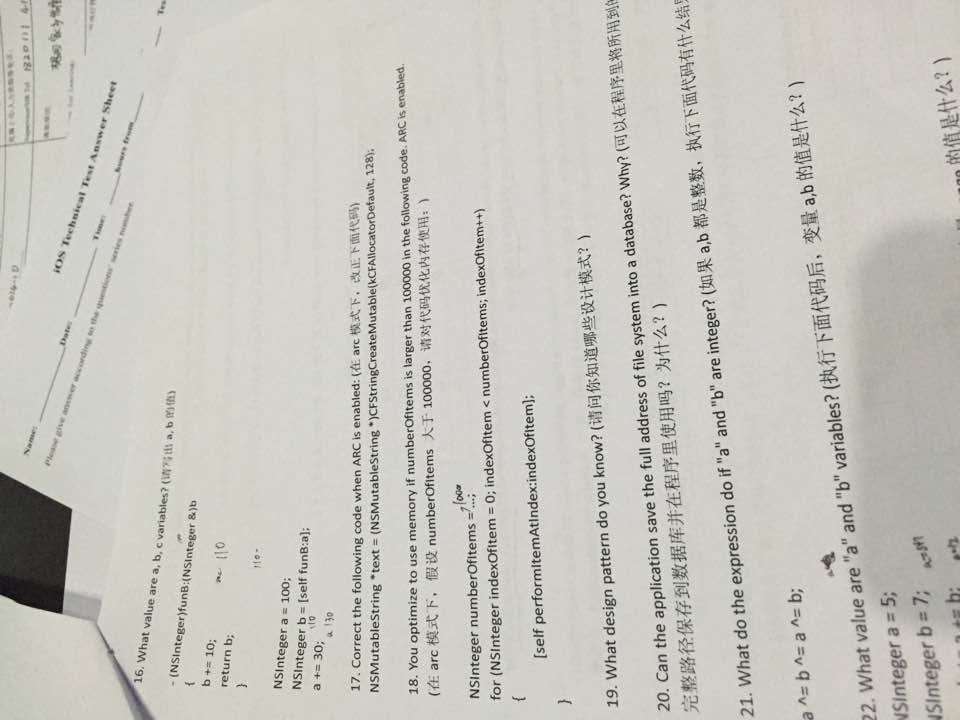 iOS Technical Test Answer Sheet
Name: Date: Time: hours from
Please give answer according to the questions' series number.
16. What value are a, b, c variables? (请写出 a, b 的值)
- (NSInteger)funB:(NSInteger &)b
{
b += 10;
return b;
}
110
110
NSInteger a = 100;
NSInteger b = [self funB:a];
110
a += 30;
a 130
17. Correct the following code when ARC is enabled: (在 arc 模式下，改正下面代码)
NSMutableString *text = (NSMutableString *)CFStringCreateMutable(kCFAllocatorDefault, 128);
18. You optimize to use memory if numberOfItems is larger than 100000 in the following code. ARC is enabled.
(在 arc 模式下，假设 numberOfItems 大于 100000，请对代码优化内存使用：)
NSInteger numberOfItems = ...;
for (NSInteger indexOfItem = 0; indexOfItem < numberOfItems; indexOfItem++)
{
[self performItemAtIndex:indexOfItem];
}
19. What design pattern do you know? (请问你知道哪些设计模式？)
20. Can the application save the full address of file system into a database? Why? (可以在程序里将所用到的
完整路径保存到数据库并在程序里使用吗？为什么？)
21. What do the expression do if "a" and "b" are integer? (如果 a,b 都是整数，执行下面代码有什么结
a ^= b ^= a ^= b;
22. What value are "a" and "b" variables? (执行下面代码后，变量 a,b 的值是什么？)
NSInteger a = 5;
NSInteger b = 7;
的值是什么？)